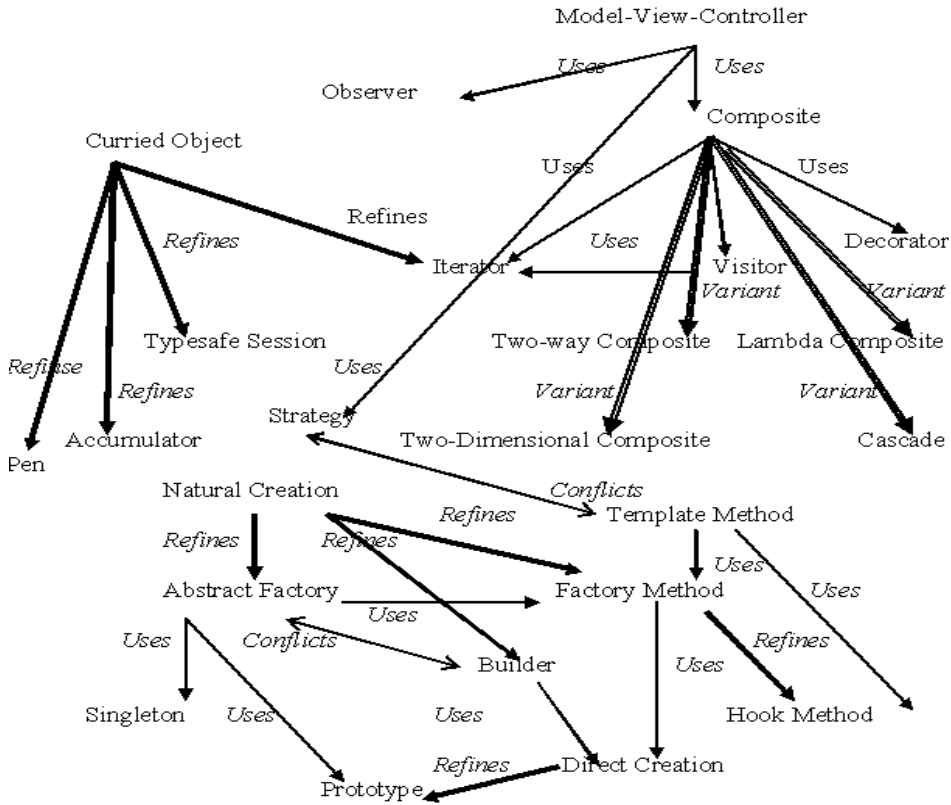 Model-View-Controller
Uses
Uses
Observer
Composite
Curried Object
Uses
Uses
Refines
Refines
Uses
Decorator
Iterator
Visitor
Variant
Variant
Typesafe Session
Two-way Composite
Lambda Composite
Refinse
Uses
Refines
Variant
Variant
Strategy
Accumulator
Two-Dimensional Composite
Cascade
Pen
Natural Creation
Conflicts
Refines
Template Method
Refines
Refines
Uses
Abstract Factory
Factory Method
Uses
Uses
Uses
Conflicts
Refines
Builder
Uses
Singleton
Uses
Uses
Hook Method
Refines
Direct Creation
Prototype